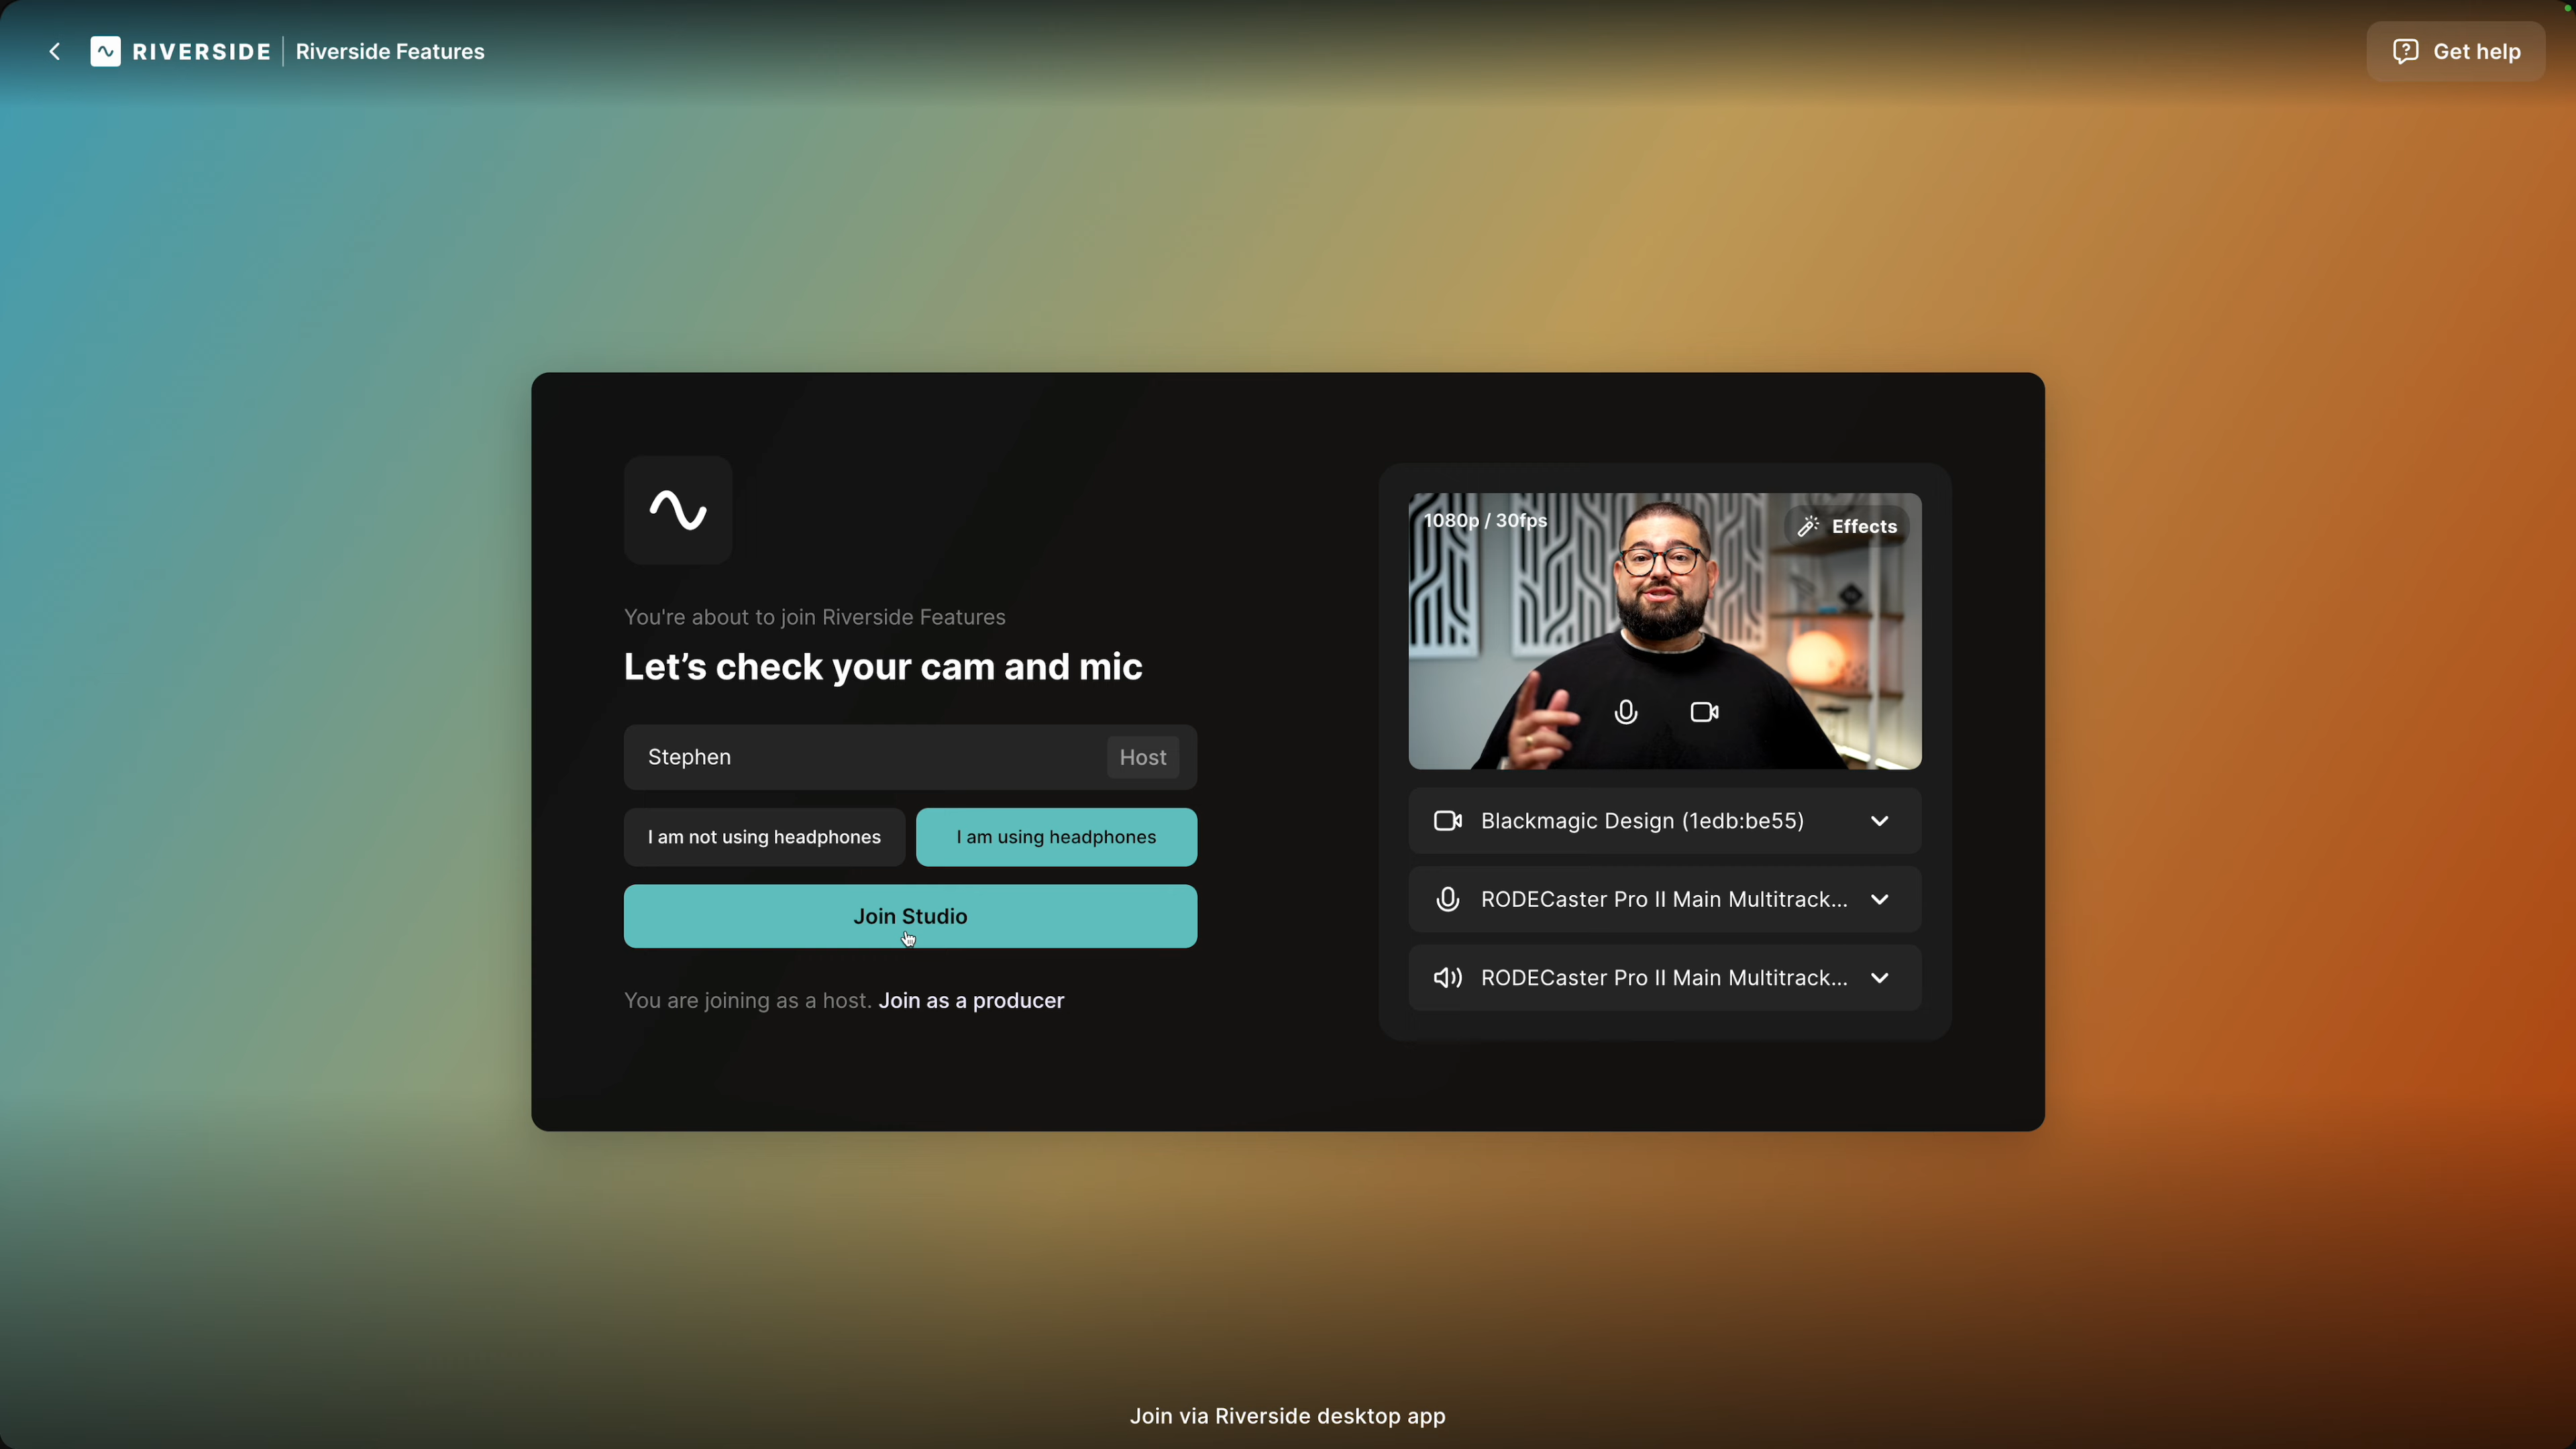 RIVERSIDE
Riverside Features
Get help
You're about to join Riverside Features
Let’s check your cam and mic
Stephen
Host
I am not using headphones
I am using headphones
Join Studio
You are joining as a host. Join as a producer
1080p / 30fps
Effects
Blackmagic Design (1edb:be55)
RODECaster Pro II Main Multitrack...
RODECaster Pro II Main Multitrack...
Join via Riverside desktop app